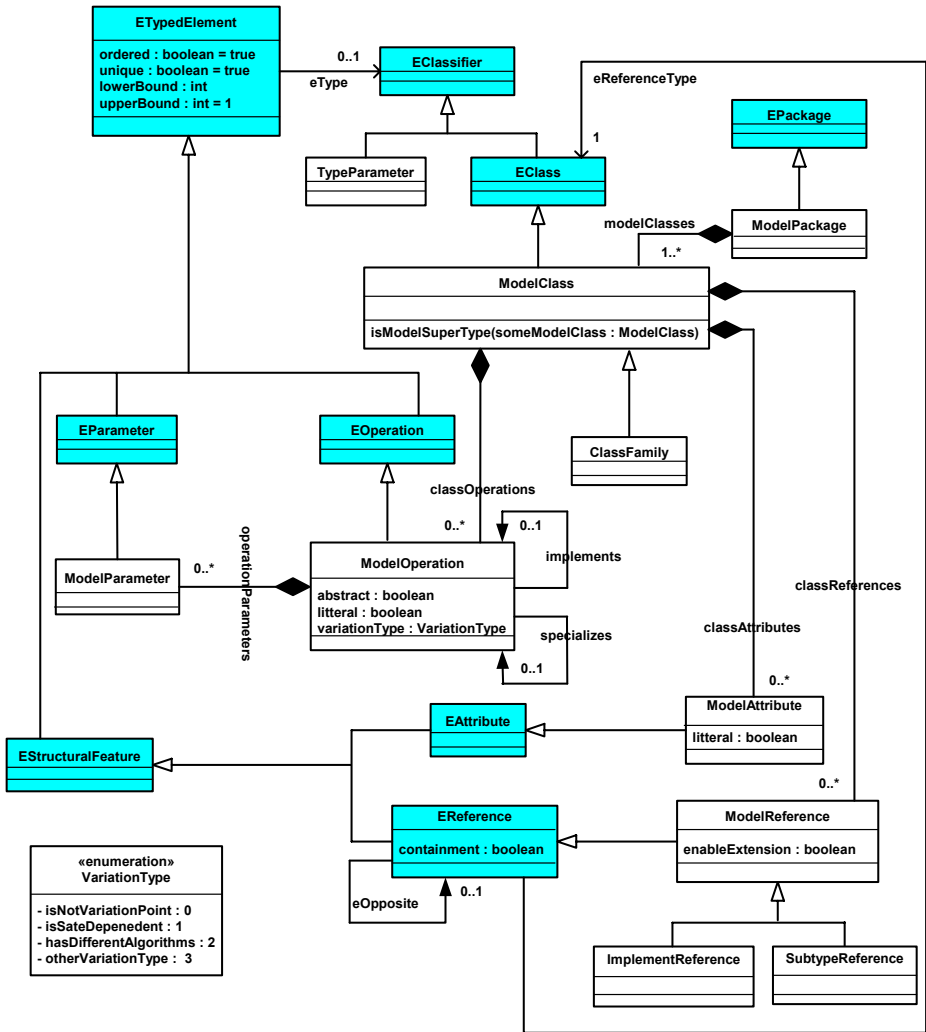 ETypedElement
ordered : boolean = true
unique : boolean = true
lowerBound : int
upperBound : int = 1
0..1
eType
EClassifier
eReferenceType
1
EPackage
TypeParameter
EClass
modelClasses
1..*
ModelPackage
ModelClass
isModelSuperType(someModelClass : ModelClass)
EParameter
EOperation
ClassFamily
classOperations
0..*
0..1
implements
operationParameters
0..*
ModelParameter
ModelOperation
abstract : boolean
litteral : boolean
variationType : VariationType
specializes
0..1
classReferences
classAttributes
0..*
ModelAttribute
litteral : boolean
EAttribute
EStructuralFeature
0..*
EReference
containment : boolean
eOpposite
0..1
ModelReference
enableExtension : boolean
«enumeration»
VariationType
- isNotVariationPoint : 0
- isSateDepenedent : 1
- hasDifferentAlgorithms : 2
- otherVariationType : 3
ImplementReference
SubtypeReference